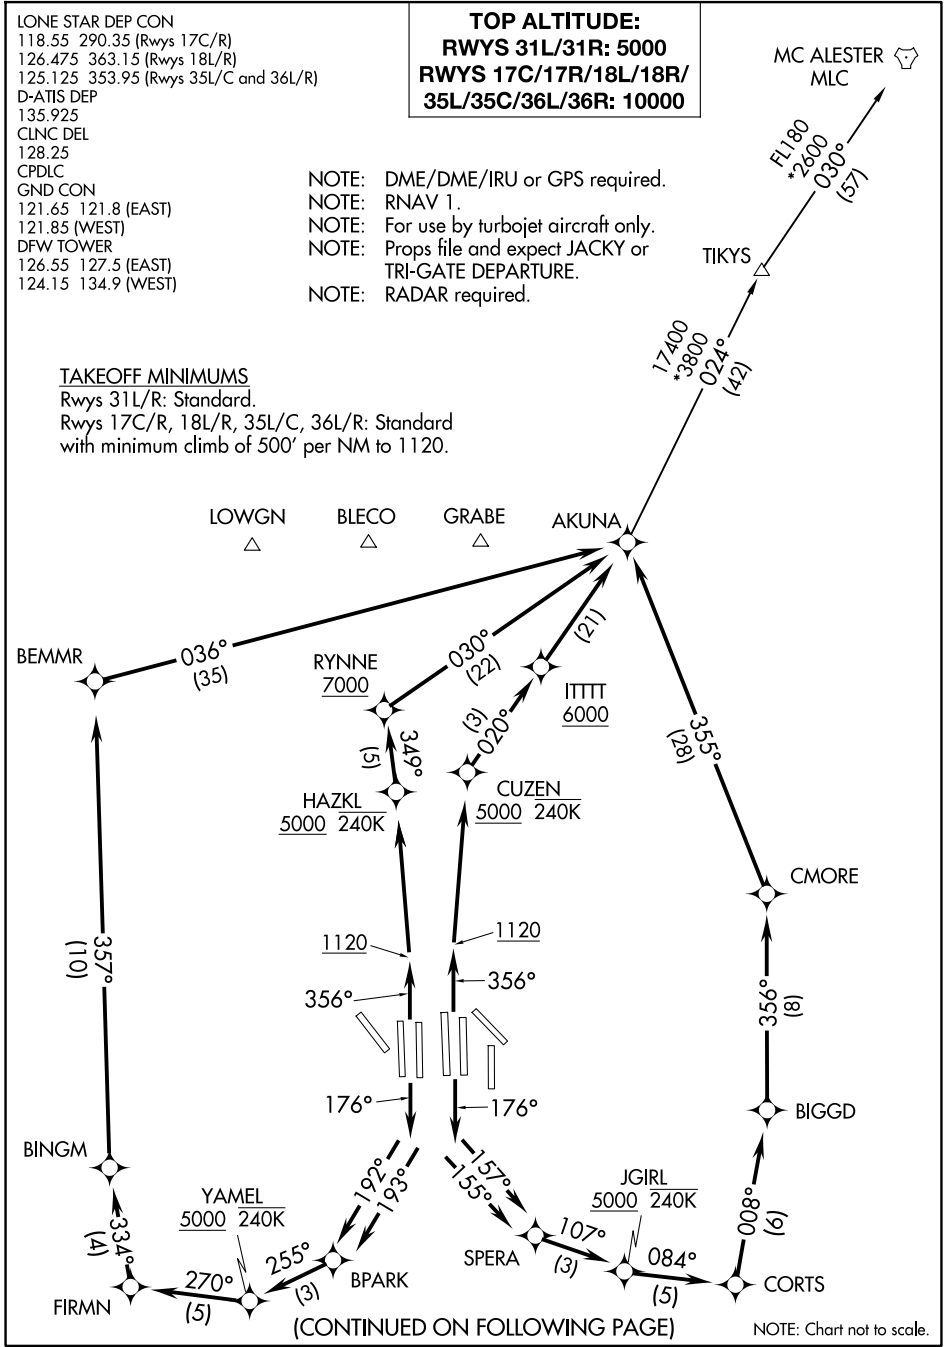 LONE STAR DEP CON
118.55 290.35 (Rwys 17C/R)
126.475 363.15 (Rwys 18L/R)
125.125 353.95 (Rwys 35L/C and 36L/R)
D-ATIS DEP
135.925
CLNC DEL
128.25
CPDLC
GND CON
121.65 121.8 (EAST)
121.85 (WEST)
DFW TOWER
126.55 127.5 (EAST)
124.15 134.9 (WEST)
TOP ALTITUDE:
RWYS 31L/31R: 5000
RWYS 17C/17R/18L/18R/
35L/35C/36L/36R: 10000
MC ALESTER
MLC
NOTE: DME/DME/IRU or GPS required.
NOTE: RNAV 1.
NOTE: For use by turbojet aircraft only.
NOTE: Props file and expect JACKY or
TRI-GATE DEPARTURE.
NOTE: RADAR required.
FL180
*2600
030°
(57)
TIKYS
17400
*3800
024°
(42)
TAKEOFF MINIMUMS
Rwys 31L/R: Standard.
Rwys 17C/R, 18L/R, 35L/C, 36L/R: Standard
with minimum climb of 500' per NM to 1120.
LOWGN
BLECO
GRABE
AKUNA
BEMMR
036°
(35)
RYNNE
7000
030°
(22)
(21)
ITTTT
6000
349°
(5)
(3)
020°
355°
(28)
HAZKL
5000 240K
CUZEN
5000 240K
CMORE
357°
(10)
1120
1120
356°
356°
356°
(8)
176°
176°
BIGGD
BINGM
192°
193°
157°
155°
YAMEL
5000 240K
JGIRL
5000 240K
008°
(6)
334°
(4)
FIRMN
270°
(5)
255°
(3)
BPARK
SPERA
107°
(3)
084°
(5)
CORTS
(CONTINUED ON FOLLOWING PAGE)
NOTE: Chart not to scale.